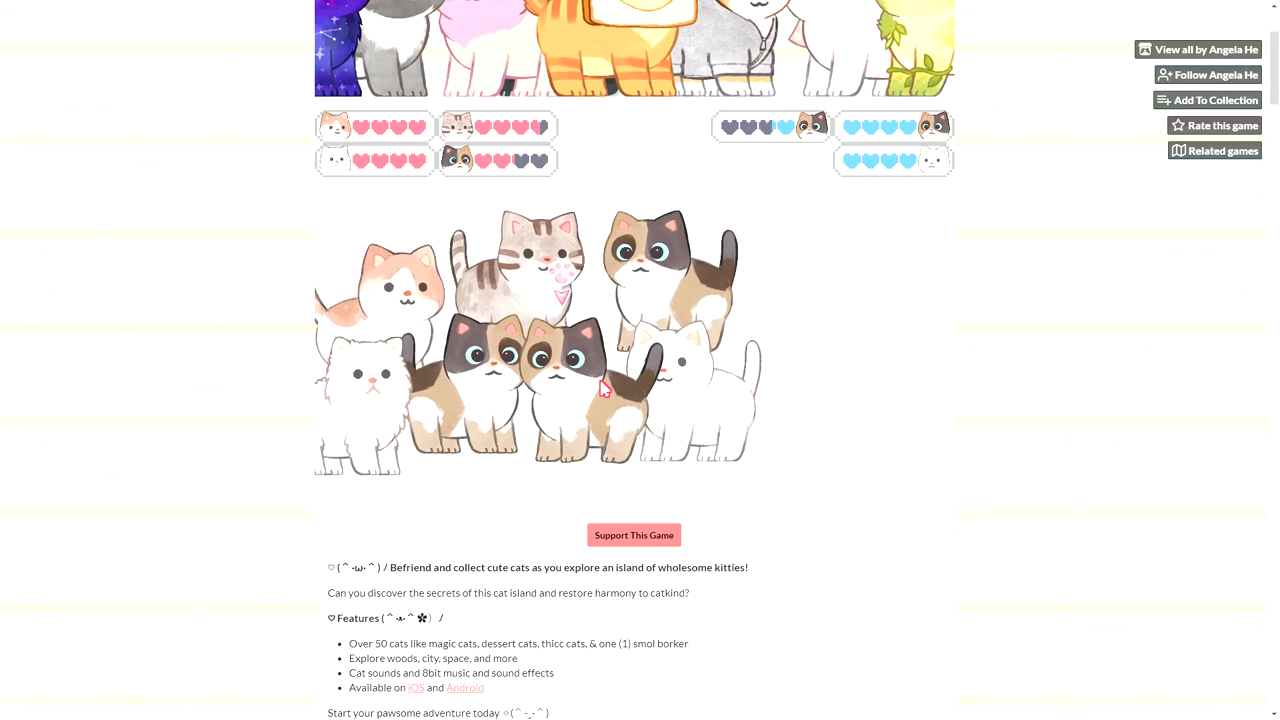 View all by Angela He
Follow Angela He
Add To Collection
Rate this game
Related games
Support This Game
♡ ( ^ •ω• ^ ) / Befriend and collect cute cats as you explore an island of wholesome kitties!
Can you discover the secrets of this cat island and restore harmony to catkind?
♡ Features ( ^ •ᴥ• ^ ✿) /
• Over 50 cats like magic cats, dessert cats, thicc cats, & one (1) smol borker
• Explore woods, city, space, and more
• Cat sounds and 8bit music and sound effects
• Available on iOS and Android
Start your pawsome adventure today ✧( ^ -‸- ^ )